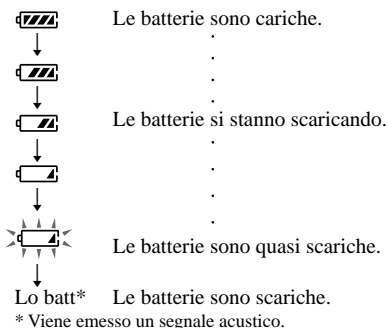 Le batterie sono cariche.
Le batterie si stanno scaricando.
Le batterie sono quasi scariche.
Lo batt* Le batterie sono scariche.
* Viene emesso un segnale acustico.